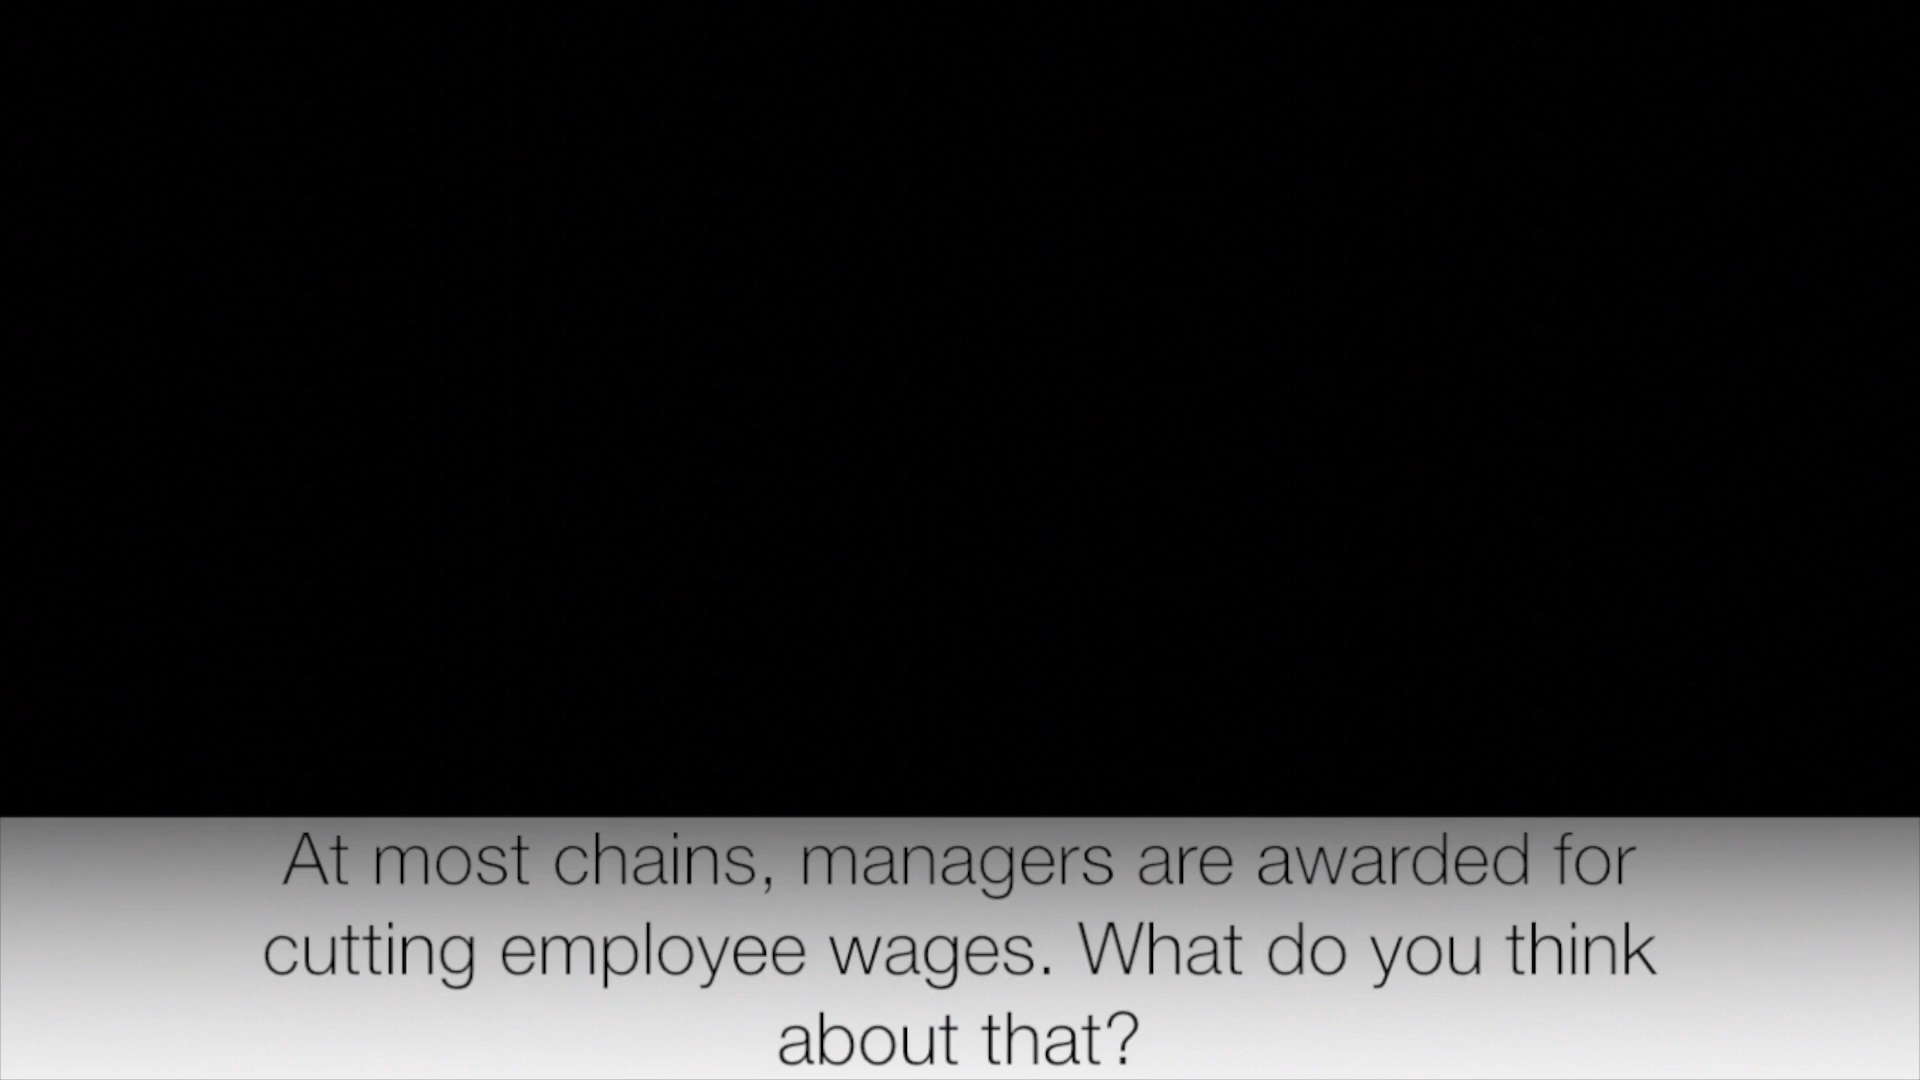 At most chains, managers are awarded for
cutting employee wages. What do you think
about that?